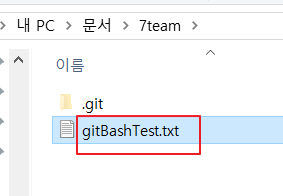 내 PC > 문서 > 7team
이름
.git
gitBashTest.txt